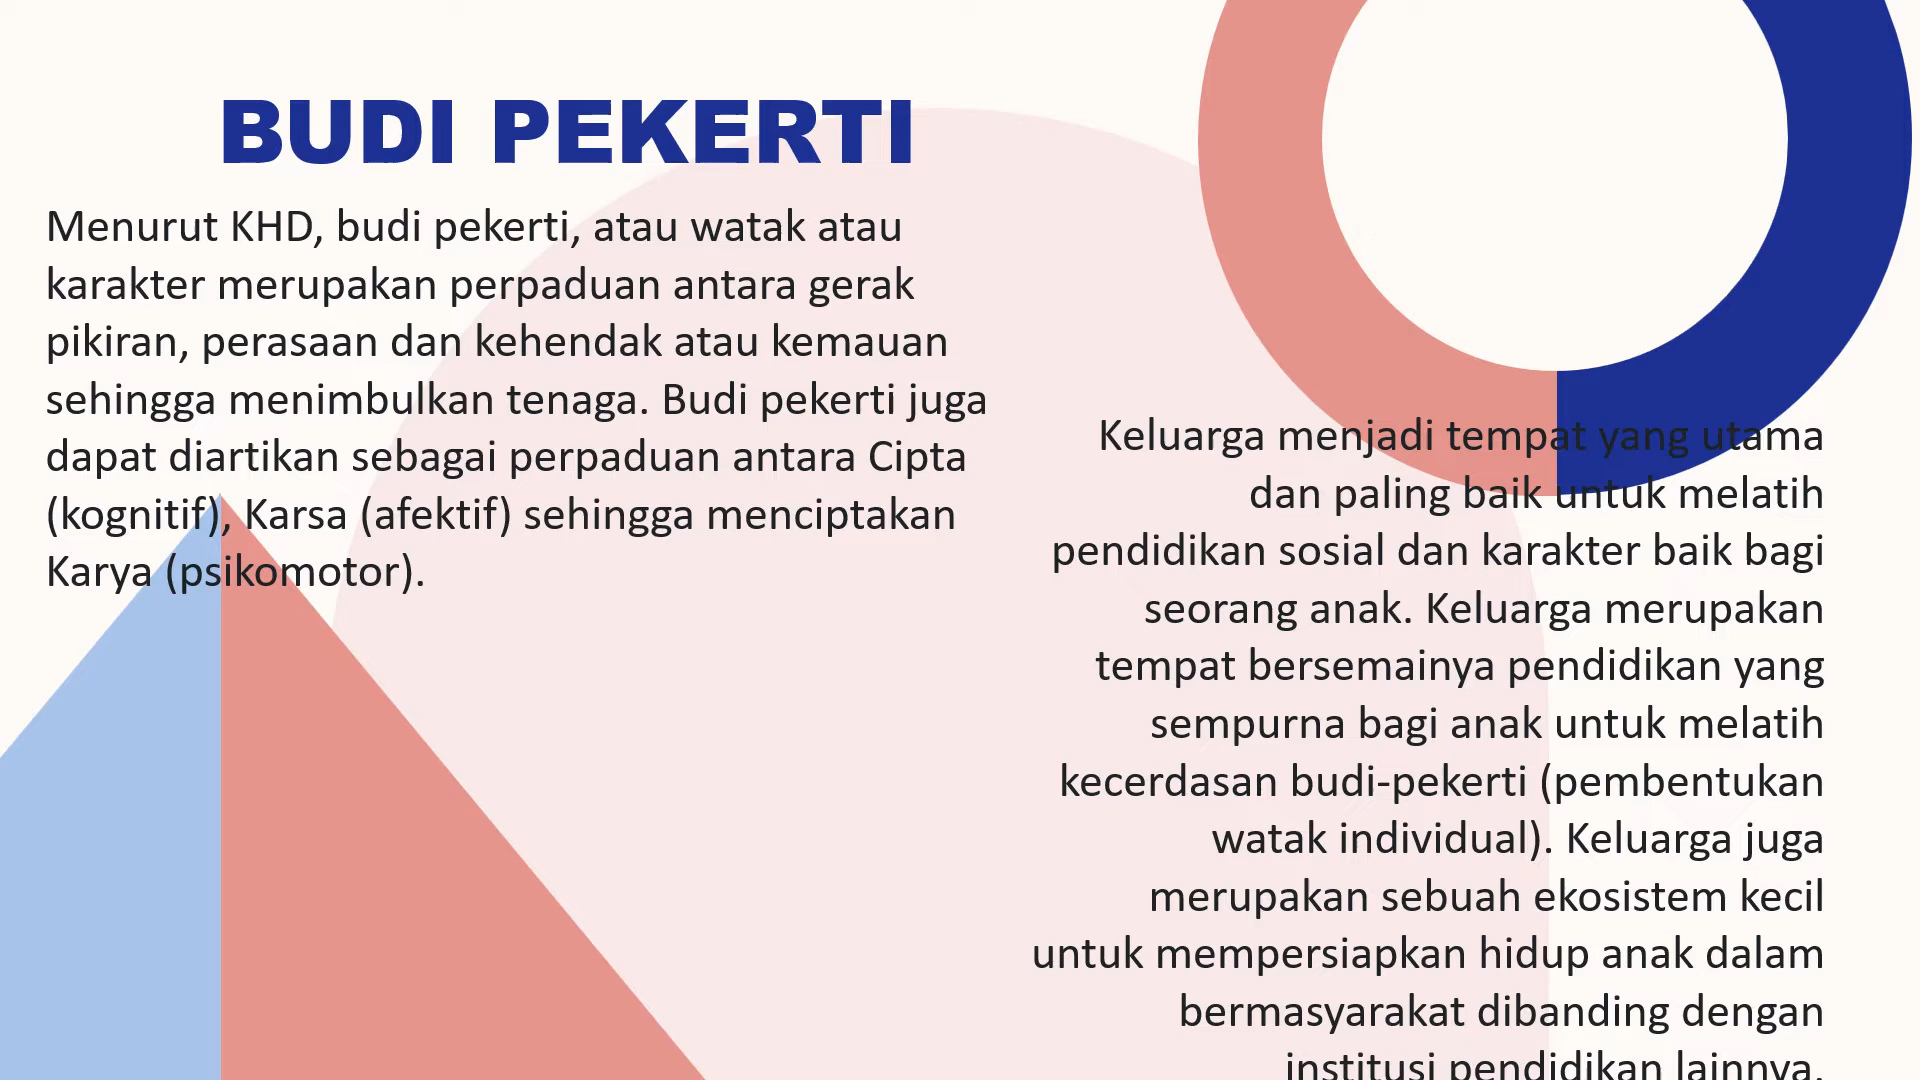 BUDI PEKERTI
Menurut KHD, budi pekerti, atau watak atau
karakter merupakan perpaduan antara gerak
pikiran, perasaan dan kehendak atau kemauan
sehingga menimbulkan tenaga. Budi pekerti juga
dapat diartikan sebagai perpaduan antara Cipta
(kognitif), Karsa (afektif) sehingga menciptakan
Karya (psikomotor).
Keluarga menjadi tempat yang utama
dan paling baik untuk melatih
pendidikan sosial dan karakter baik bagi
seorang anak. Keluarga merupakan
tempat bersemainya pendidikan yang
sempurna bagi anak untuk melatih
kecerdasan budi-pekerti (pembentukan
watak individual). Keluarga juga
merupakan sebuah ekosistem kecil
untuk mempersiapkan hidup anak dalam
bermasyarakat dibanding dengan
institusi pendidikan lainnya.